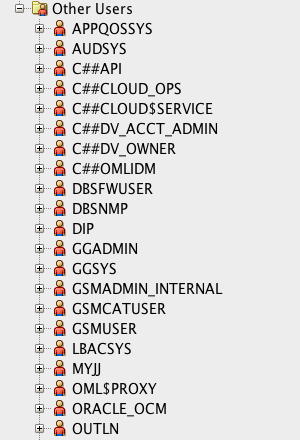 Other Users
APPQOSSYS
AUDSYS
C##API
C##CLOUD_OPS
C##CLOUD$SERVICE
C##DV_ACCT_ADMIN
C##DV_OWNER
C##OMLIDM
DBSFWUSER
DBSNMP
DIP
GGADMIN
GGSYS
GSMADMIN_INTERNAL
GSMCATUSER
GSMUSER
LBACSYS
MYJJ
OML$PROXY
ORACLE_OCM
OUTLN